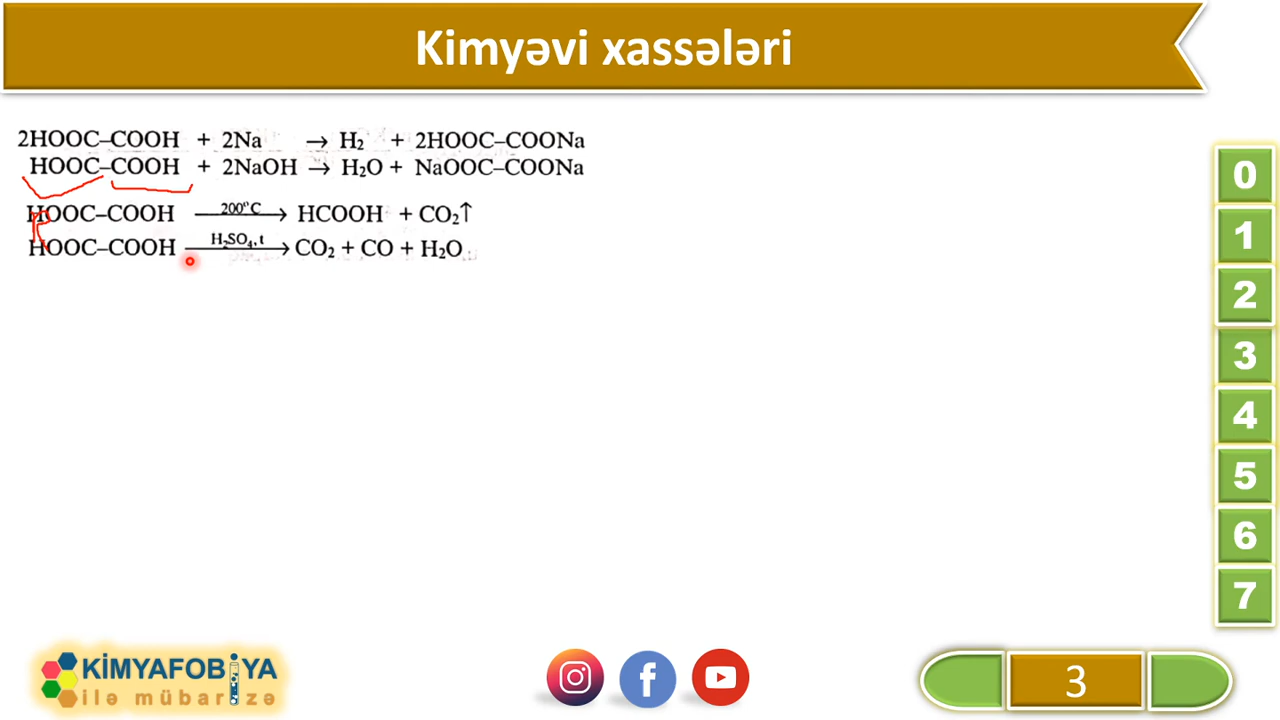 Kimyəvi xassələri
2HOOC–COOH + 2Na → H₂ + 2HOOC–COONa
HOOC–COOH + 2NaOH → H₂O + NaOOC–COONa
HOOC–COOH 200°C → HCOOH + CO₂↑
HOOC–COOH H₂SO₄, t → CO₂ + CO + H₂O
0
1
2
3
4
5
6
7
KİMYAFOBİYA
ilə mübarizə
3